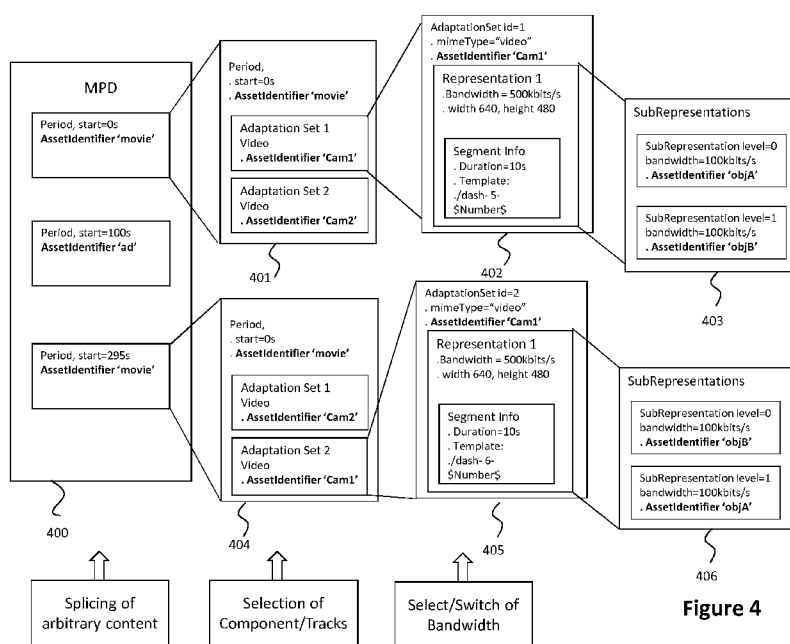 MPD
Period, start=0s
AssetIdentifier 'movie'
Period, start=100s
AssetIdentifier 'ad'
Period, start=295s
AssetIdentifier 'movie'
400
Period,
. start=0s
. AssetIdentifier 'movie'
Adaptation Set 1
Video
. AssetIdentifier 'Cam1'
Adaptation Set 2
Video
. AssetIdentifier 'Cam2'
401
AdaptationSet id=1
. mimeType="video"
. AssetIdentifier 'Cam1'
Representation 1
.Bandwidth = 500kbits/s
. width 640, height 480
Segment Info
. Duration=10s
. Template:
./dash- 5-
$Number$
402
SubRepresentations
SubRepresentation level=0
bandwidth=100kbits/s
. AssetIdentifier 'objA'
SubRepresentation level=1
bandwidth=100kbits/s
. AssetIdentifier 'objB'
403
Period,
. start=0s
. AssetIdentifier 'movie'
Adaptation Set 1
Video
. AssetIdentifier 'Cam2'
Adaptation Set 2
Video
. AssetIdentifier 'Cam1'
404
AdaptationSet id=2
. mimeType="video"
. AssetIdentifier 'Cam1'
Representation 1
.Bandwidth = 500kbits/s
. width 640, height 480
Segment Info
. Duration=10s
. Template:
./dash- 6-
$Number$
405
SubRepresentations
SubRepresentation level=0
bandwidth=100kbits/s
. AssetIdentifier 'objB'
SubRepresentation level=1
bandwidth=100kbits/s
. AssetIdentifier 'objA'
406
Splicing of
arbitrary content
Selection of
Component/Tracks
Select/Switch of
Bandwidth
Figure 4